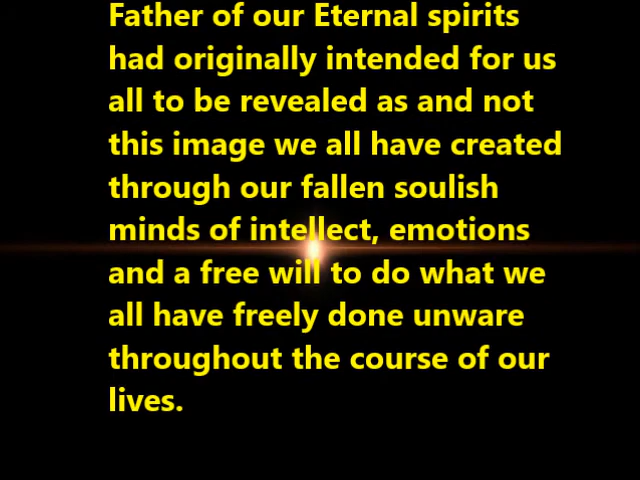 Father of our Eternal spirits
had originally intended for us
all to be revealed as and not
this image we all have created
through our fallen soulish
minds of intellect, emotions
and a free will to do what we
all have freely done unware
throughout the course of our
lives.